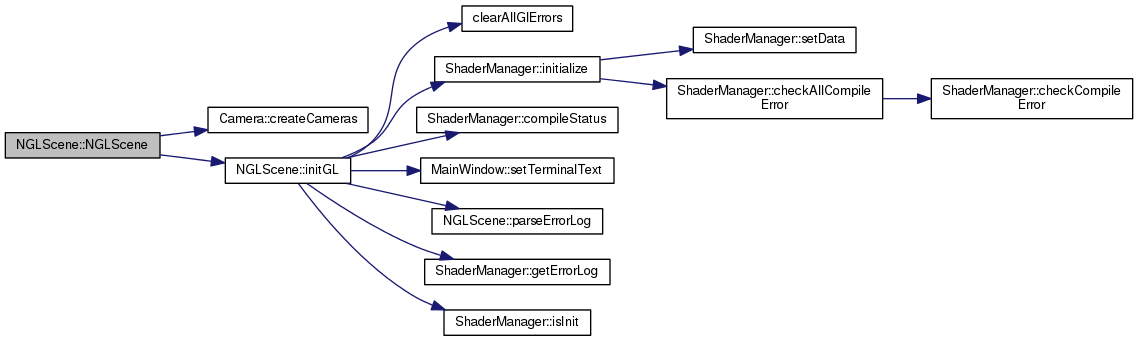 NGLScene::NGLScene
Camera::createCameras
NGLScene::initGL
clearAllGlErrors
ShaderManager::initialize
ShaderManager::compileStatus
MainWindow::setTerminalText
NGLScene::parseErrorLog
ShaderManager::getErrorLog
ShaderManager::isInit
ShaderManager::setData
ShaderManager::checkAllCompile
Error
ShaderManager::checkCompile
Error